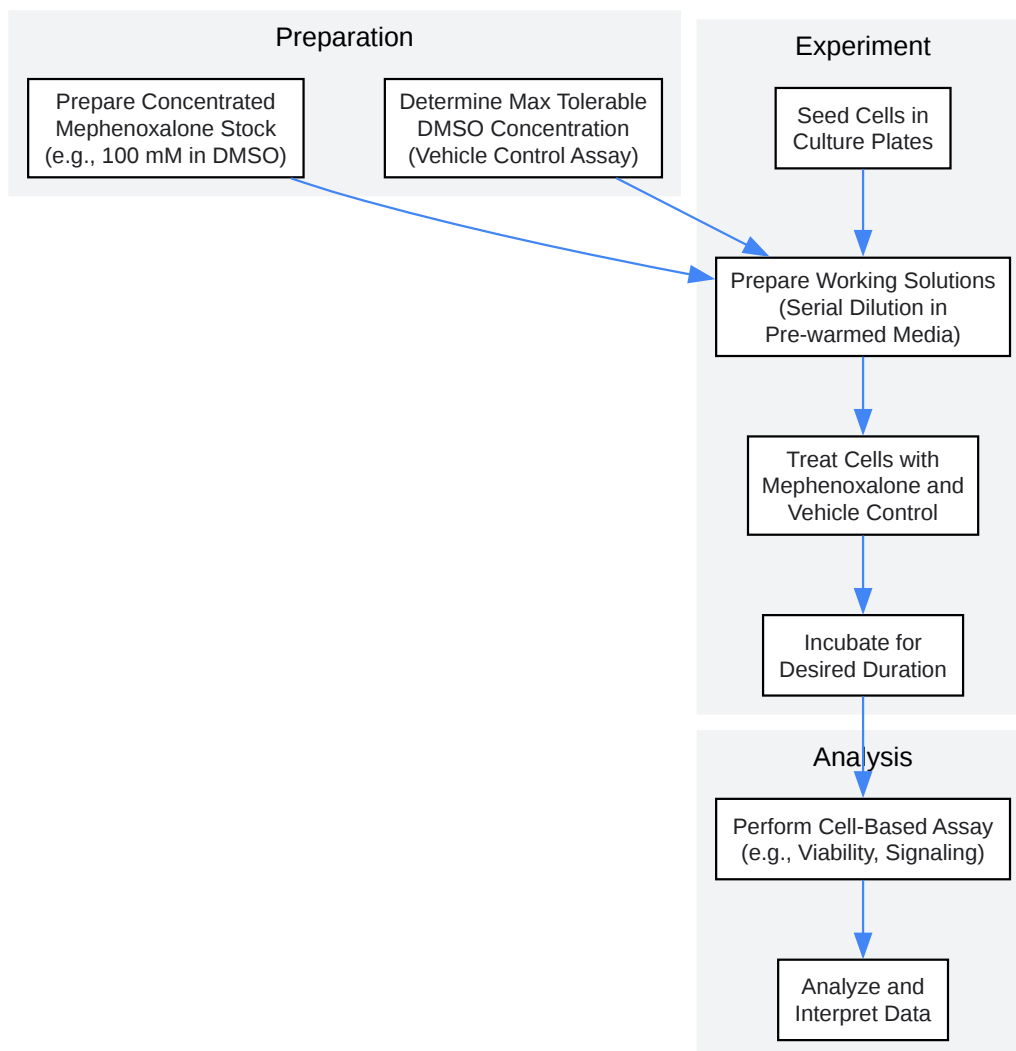 Preparation
Prepare Concentrated
Mephenoxalone Stock
(e.g., 100 mM in DMSO)
Determine Max Tolerable
DMSO Concentration
(Vehicle Control Assay)
Experiment
Seed Cells in
Culture Plates
Prepare Working Solutions
(Serial Dilution in
Pre-warmed Media)
Treat Cells with
Mephenoxalone and
Vehicle Control
Incubate for
Desired Duration
Analysis
Perform Cell-Based Assay
(e.g., Viability, Signaling)
Analyze and
Interpret Data